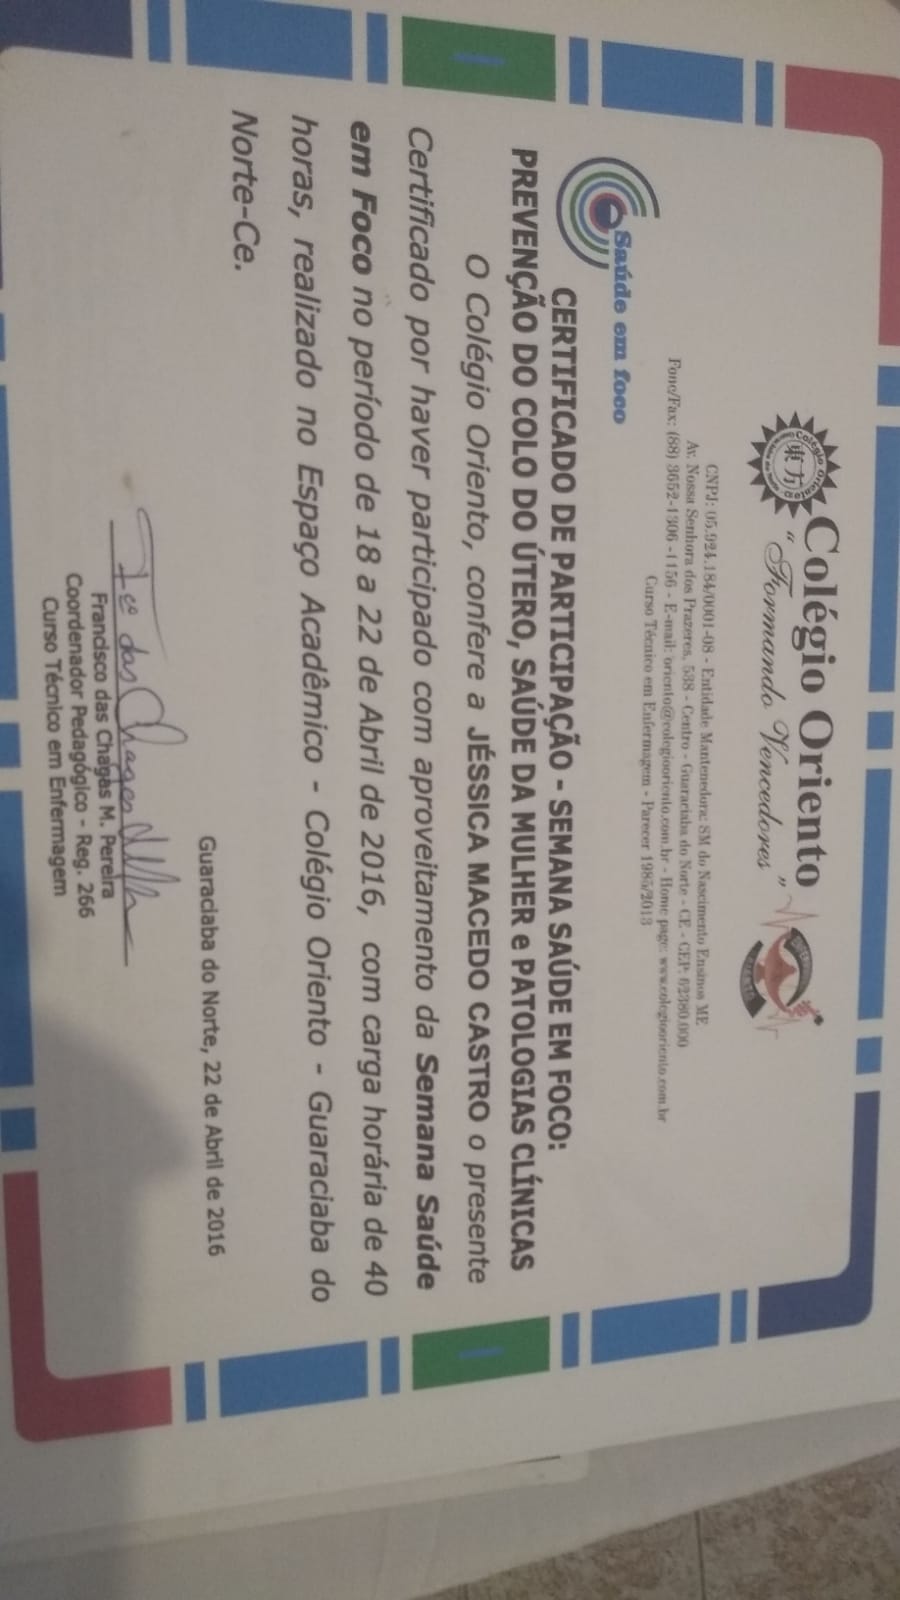 Colégio Oriento
"Formando Vencedores"
Colégio Oriento
東方
Guaraciaba do Norte
CNPJ: 05.924.184/0001-08 - Entidade Mantenedora: SM do Nascimento Ensinos ME
Av. Nossa Senhora dos Prazeres, 538 - Centro - Guaraciaba do Norte - CE - CEP: 62380.000
Fone/Fax: (88) 3652-1306 -1156 - E-mail: oriento@colegiooriento.com.br - Home page: www.colegiooriento.com.br
Curso Técnico em Enfermagem - Parecer 1985/2013
Saúde em foco
CERTIFICADO DE PARTICIPAÇÃO - SEMANA SAÚDE EM FOCO:
PREVENÇÃO DO COLO DO ÚTERO, SAÚDE DA MULHER e PATOLOGIAS CLÍNICAS
O Colégio Oriento, confere a JÉSSICA MACEDO CASTRO o presente
Certificado por haver participado com aproveitamento da Semana Saúde
em Foco no período de 18 a 22 de Abril de 2016, com carga horária de 40
horas, realizado no Espaço Acadêmico - Colégio Oriento - Guaraciaba do
Norte-Ce.
Guaraciaba do Norte, 22 de Abril de 2016
Fco das Chagas
Francisco das Chagas M. Pereira
Coordenador Pedagógico - Reg. 266
Curso Técnico em Enfermagem